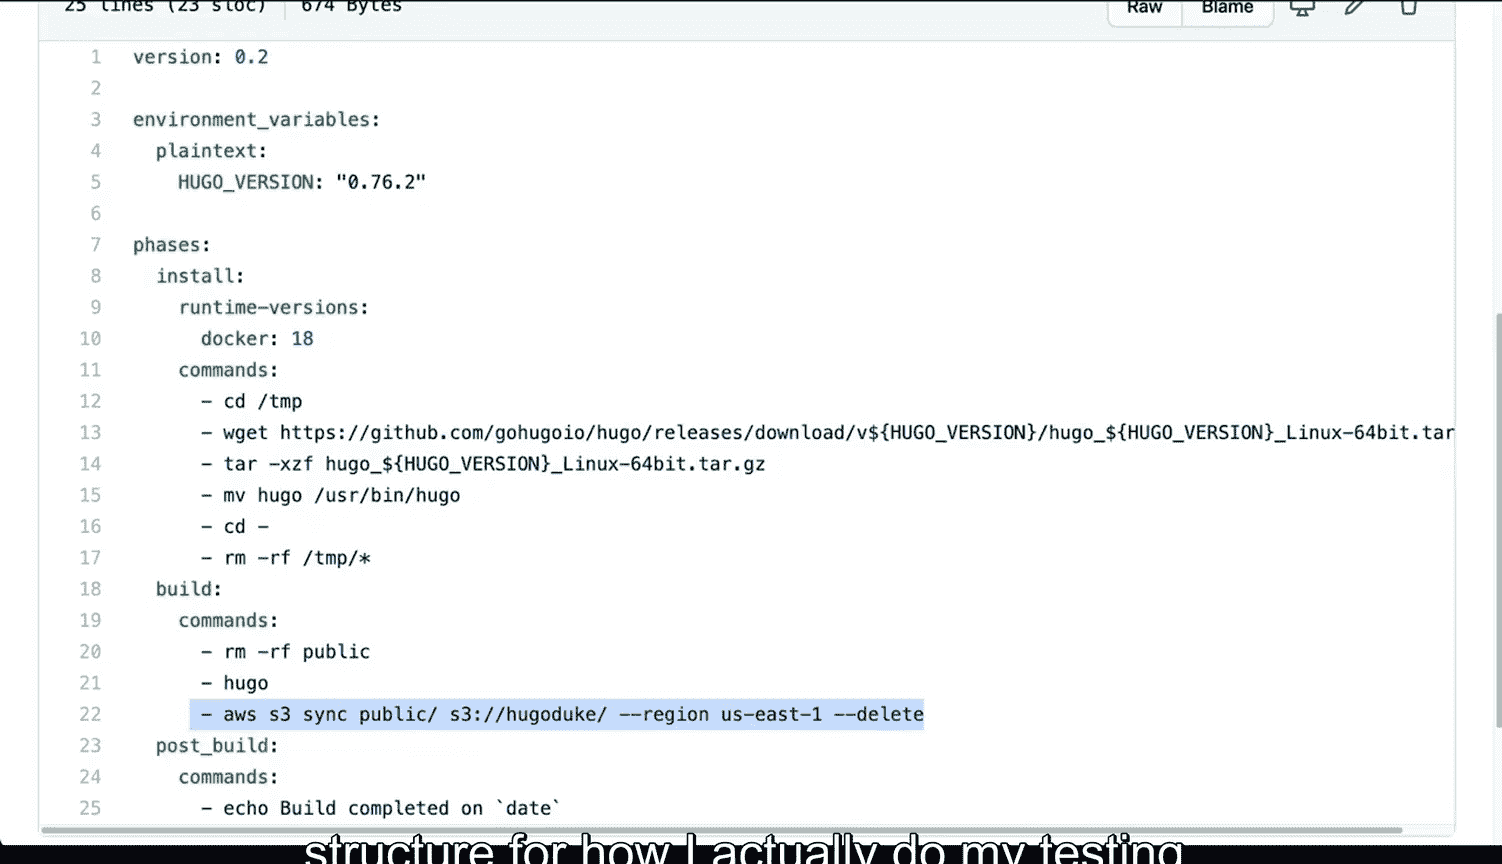 25 lines (23 sloc) 674 Bytes Raw Blame
1 version: 0.2
2
3 environment_variables:
4 plaintext:
5 HUGO_VERSION: "0.76.2"
6
7 phases:
8 install:
9 runtime-versions:
10 docker: 18
11 commands:
12 - cd /tmp
13 - wget https://github.com/gohugoio/hugo/releases/download/v${HUGO_VERSION}/hugo_${HUGO_VERSION}_Linux-64bit.tar
14 - tar -xzf hugo_${HUGO_VERSION}_Linux-64bit.tar.gz
15 - mv hugo /usr/bin/hugo
16 - cd -
17 - rm -rf /tmp/*
18 build:
19 commands:
20 - rm -rf public
21 - hugo
22 - aws s3 sync public/ s3://hugoduke/ --region us-east-1 --delete
23 post_build:
24 commands:
25 - echo Build completed on `date`
structure for how I actually do my testing